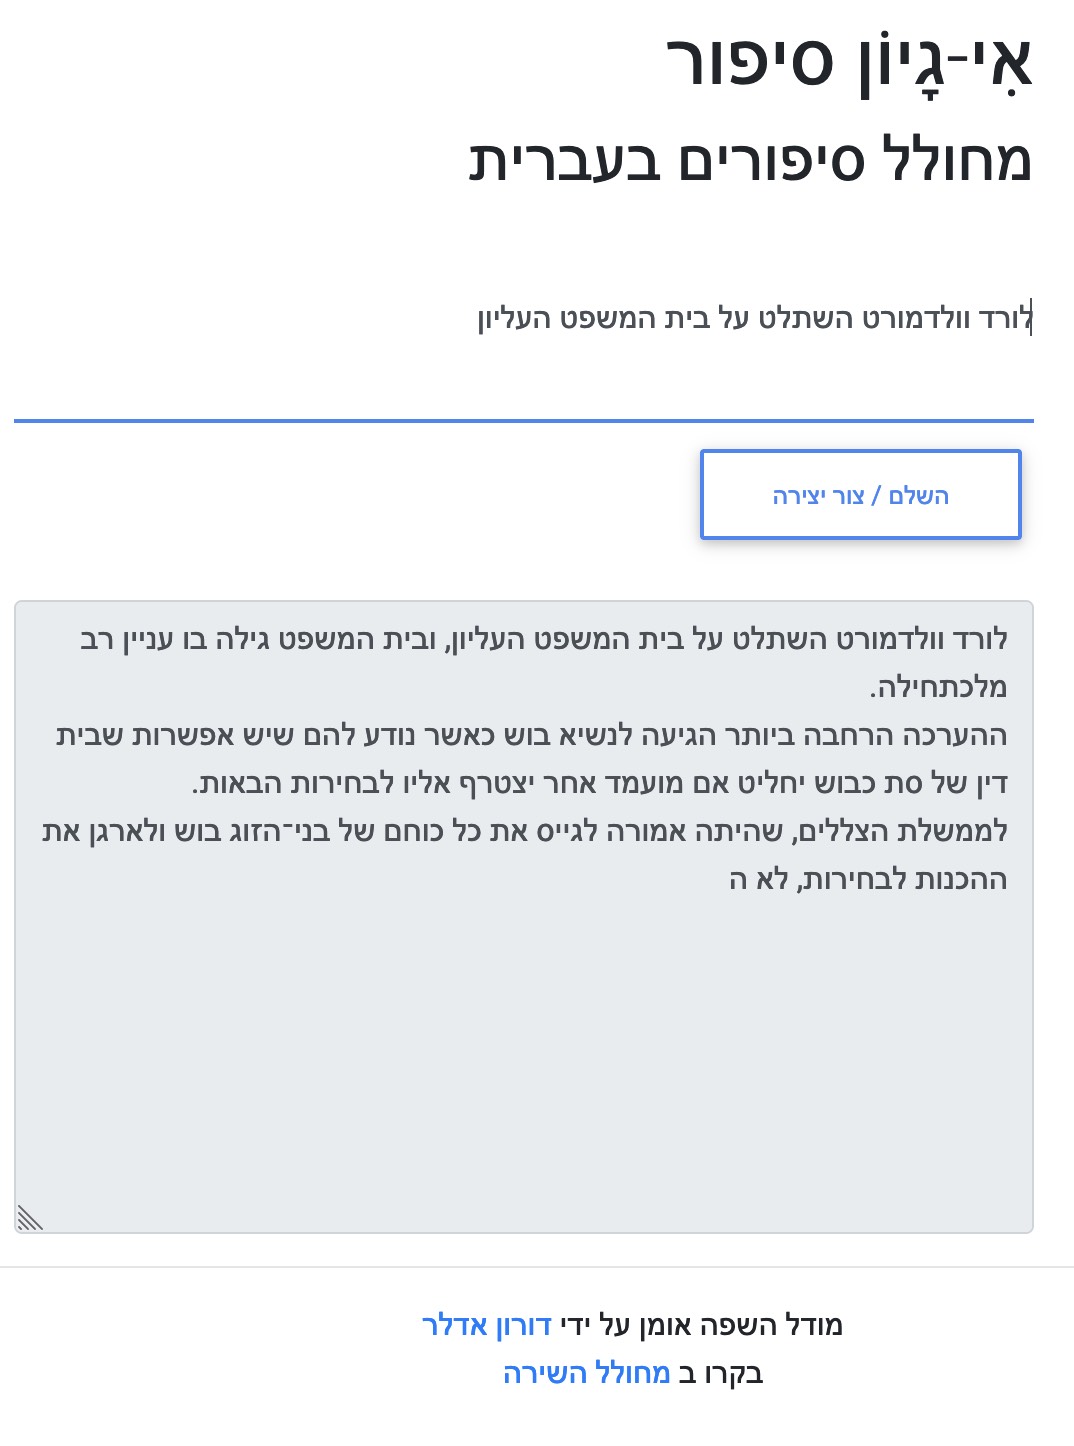 אִי-גָיוֹן סיפור
מחולל סיפורים בעברית
לורד וולדמורט השתלט על בית המשפט העליון
השלם / צור יצירה
לורד וולדמורט השתלט על בית המשפט העליון, ובית המשפט גילה בו עניין רב
מלכתחילה.
ההערכה הרחבה ביותר הגיעה לנשיא בוש כאשר נודע להם שיש אפשרות שבית
דין של סת כבוש יחליט אם מועמד אחר יצטרף אליו לבחירות הבאות.
לממשלת הצללים, שהיתה אמורה לגייס את כל כוחם של בני־הזוג בוש ולארגן את
ההכנות לבחירות, לא ה
מודל השפה אומן על ידי דורון אדלר
בקרו ב מחולל השירה